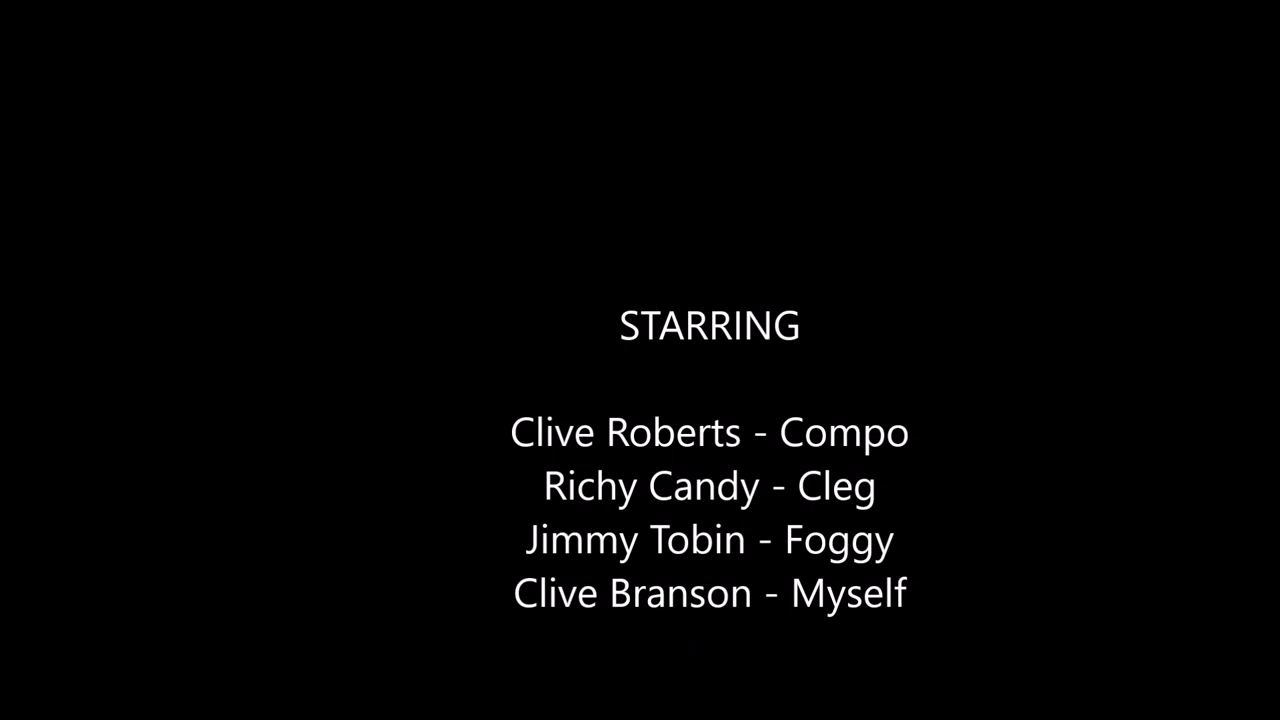 STARRING
Clive Roberts - Compo
Richy Candy - Cleg
Jimmy Tobin - Foggy
Clive Branson - Myself